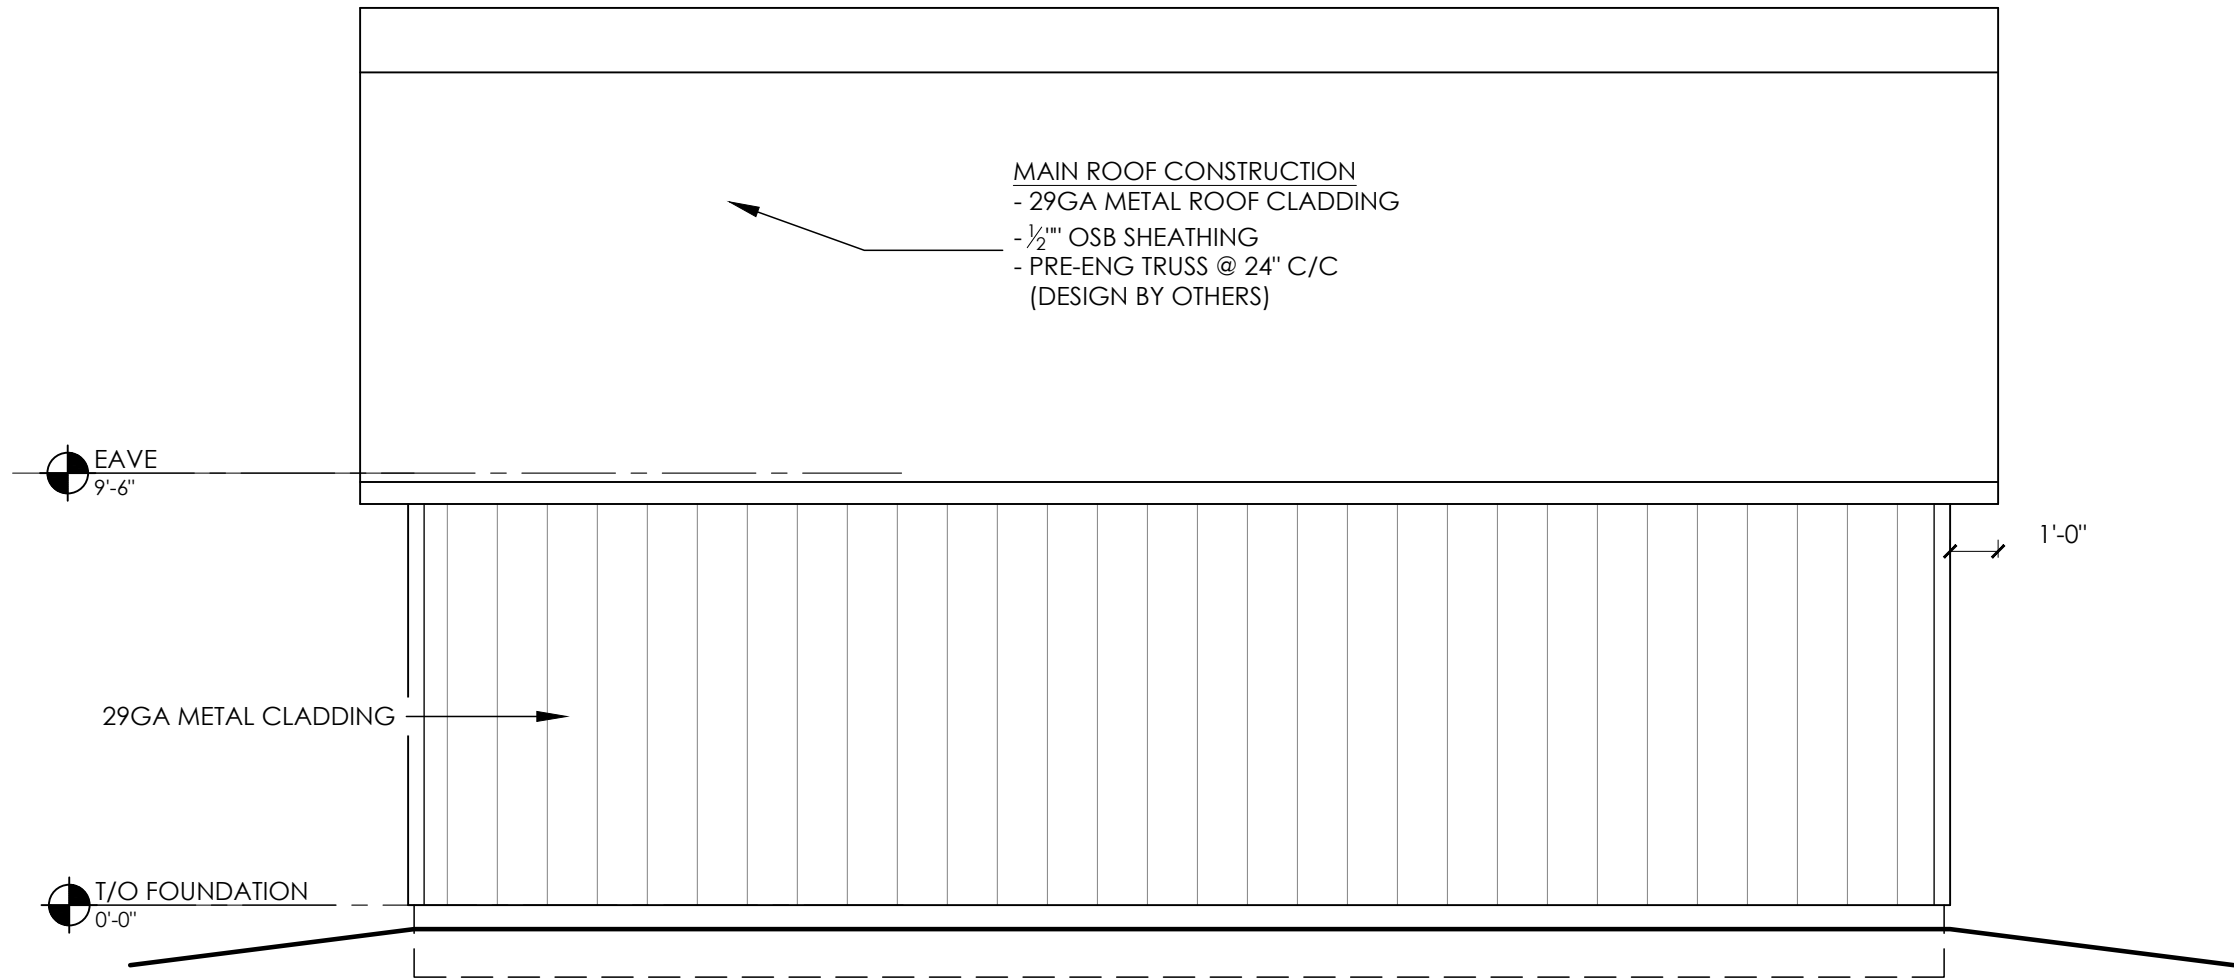 MAIN ROOF CONSTRUCTION
- 29GA METAL ROOF CLADDING
- ½"" OSB SHEATHING
- PRE-ENG TRUSS @ 24" C/C
(DESIGN BY OTHERS)
EAVE
9'-6"
1'-0"
29GA METAL CLADDING
T/O FOUNDATION
0'-0"